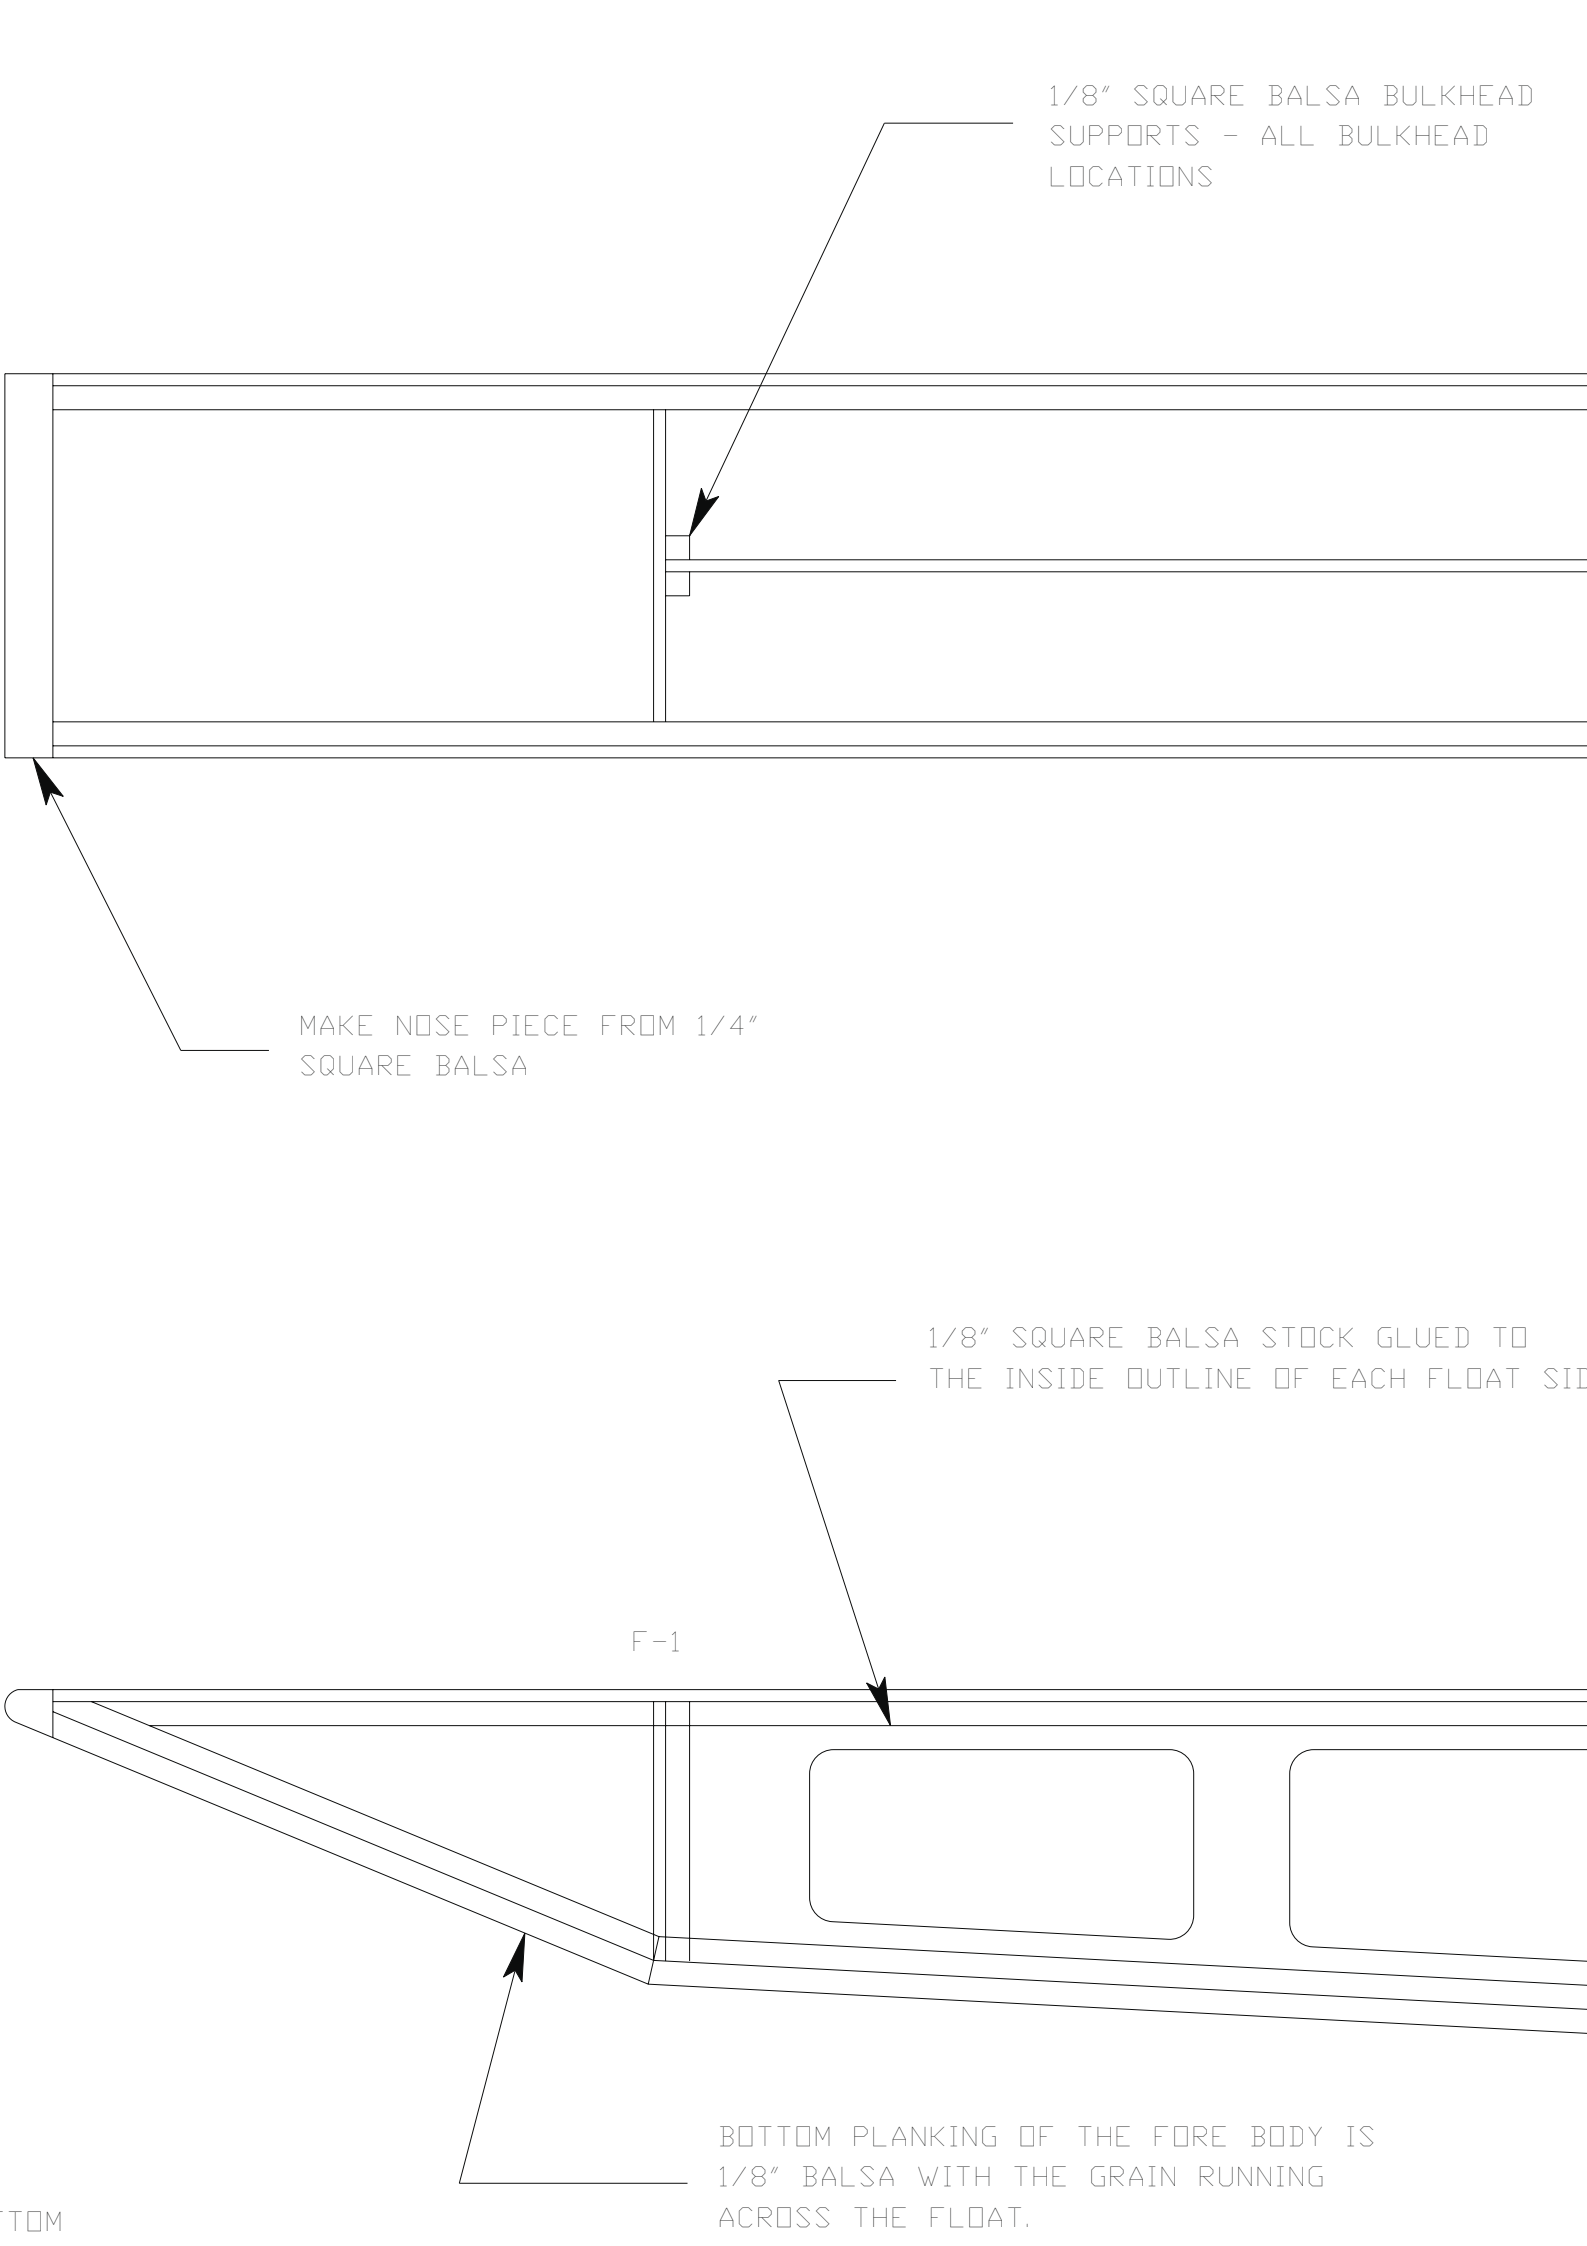 1/8" SQUARE BALSA BULKHEAD
SUPPORTS - ALL BULKHEAD
LOCATIONS
MAKE NOSE PIECE FROM 1/4"
SQUARE BALSA
1/8" SQUARE BALSA STOCK GLUED TO
THE INSIDE OUTLINE OF EACH FLOAT
F-1
BOTTOM PLANKING OF THE FORE BODY IS
1/8" BALSA WITH THE GRAIN RUNNING
ACROSS THE FLOAT.